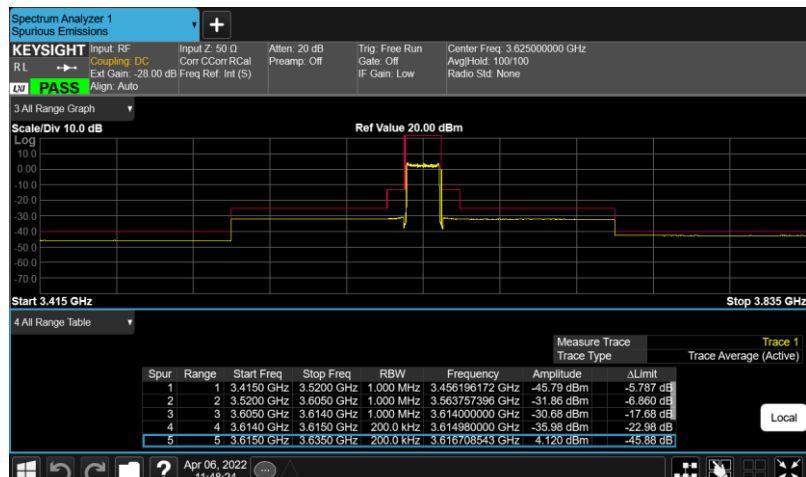 Spectrum Analyzer 1
Spurious Emissions
+
KEYSIGHT Input: RF Input Z: 50 Ω Atten: 20 dB Trig: Free Run Center Freq: 3.625000000 GHz
RL Coupling: DC Corr CCorr RCal Preamp: Off Gate: Off Avg|Hold: 100/100
Ext Gain: -28.00 dB Freq Ref: Int (S) IF Gain: Low Radio Std: None
LXI PASS Align: Auto
3 All Range Graph
Scale/Div 10.0 dB Ref Value 20.00 dBm
Log
10.0
0.00
-10.0
-20.0
-30.0
-40.0
-50.0
-60.0
-70.0
Start 3.415 GHz Stop 3.835 GHz
4 All Range Table
Measure Trace Trace 1
Trace Type Trace Average (Active)
Spur Range Start Freq Stop Freq RBW Frequency Amplitude ΔLimit
1 1 3.4150 GHz 3.5200 GHz 1.000 MHz 3.456196172 GHz -45.79 dBm -5.787 dB
2 2 3.5200 GHz 3.6050 GHz 1.000 MHz 3.563757396 GHz -31.86 dBm -6.860 dB
3 3 3.6050 GHz 3.6140 GHz 1.000 MHz 3.614000000 GHz -30.68 dBm -17.68 dB
4 4 3.6140 GHz 3.6150 GHz 200.0 kHz 3.614980000 GHz -35.98 dBm -22.98 dB
5 5 3.6150 GHz 3.6350 GHz 200.0 kHz 3.616708543 GHz 4.120 dBm -45.88 dB
Local
? Apr 06, 2022